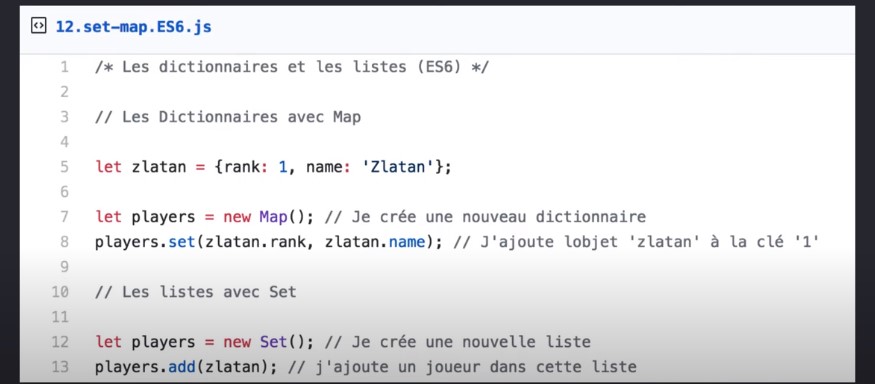 12.set-map.ES6.js
1 /* Les dictionnaires et les listes (ES6) */
2
3 // Les Dictionnaires avec Map
4
5 let zlatan = {rank: 1, name: 'Zlatan'};
6
7 let players = new Map(); // Je crée une nouveau dictionnaire
8 players.set(zlatan.rank, zlatan.name); // J'ajoute lobjet 'zlatan' à la clé '1'
9
10 // Les listes avec Set
11
12 let players = new Set(); // Je crée une nouvelle liste
13 players.add(zlatan); // j'ajoute un joueur dans cette liste